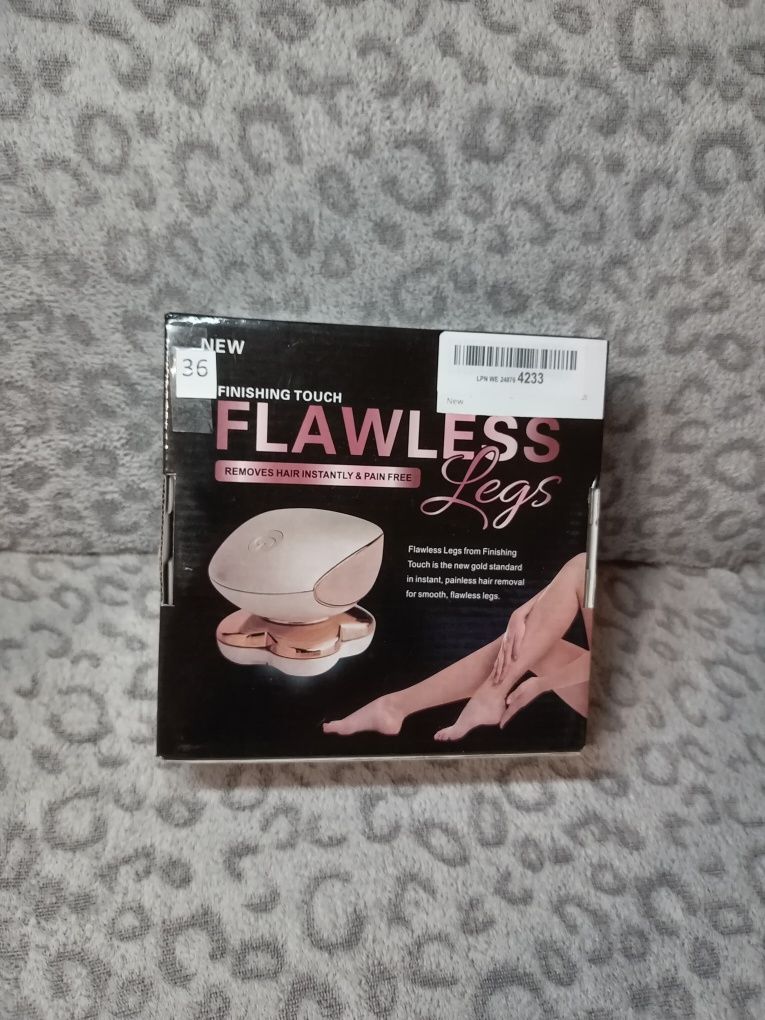 NEW
36
LPN WE 24870 4233
New
FINISHING TOUCH
FLAWLESS
Legs
REMOVES HAIR INSTANTLY & PAIN FREE
Flawless Legs from Finishing
Touch is the new gold standard
in instant, painless hair removal
for smooth, flawless legs.